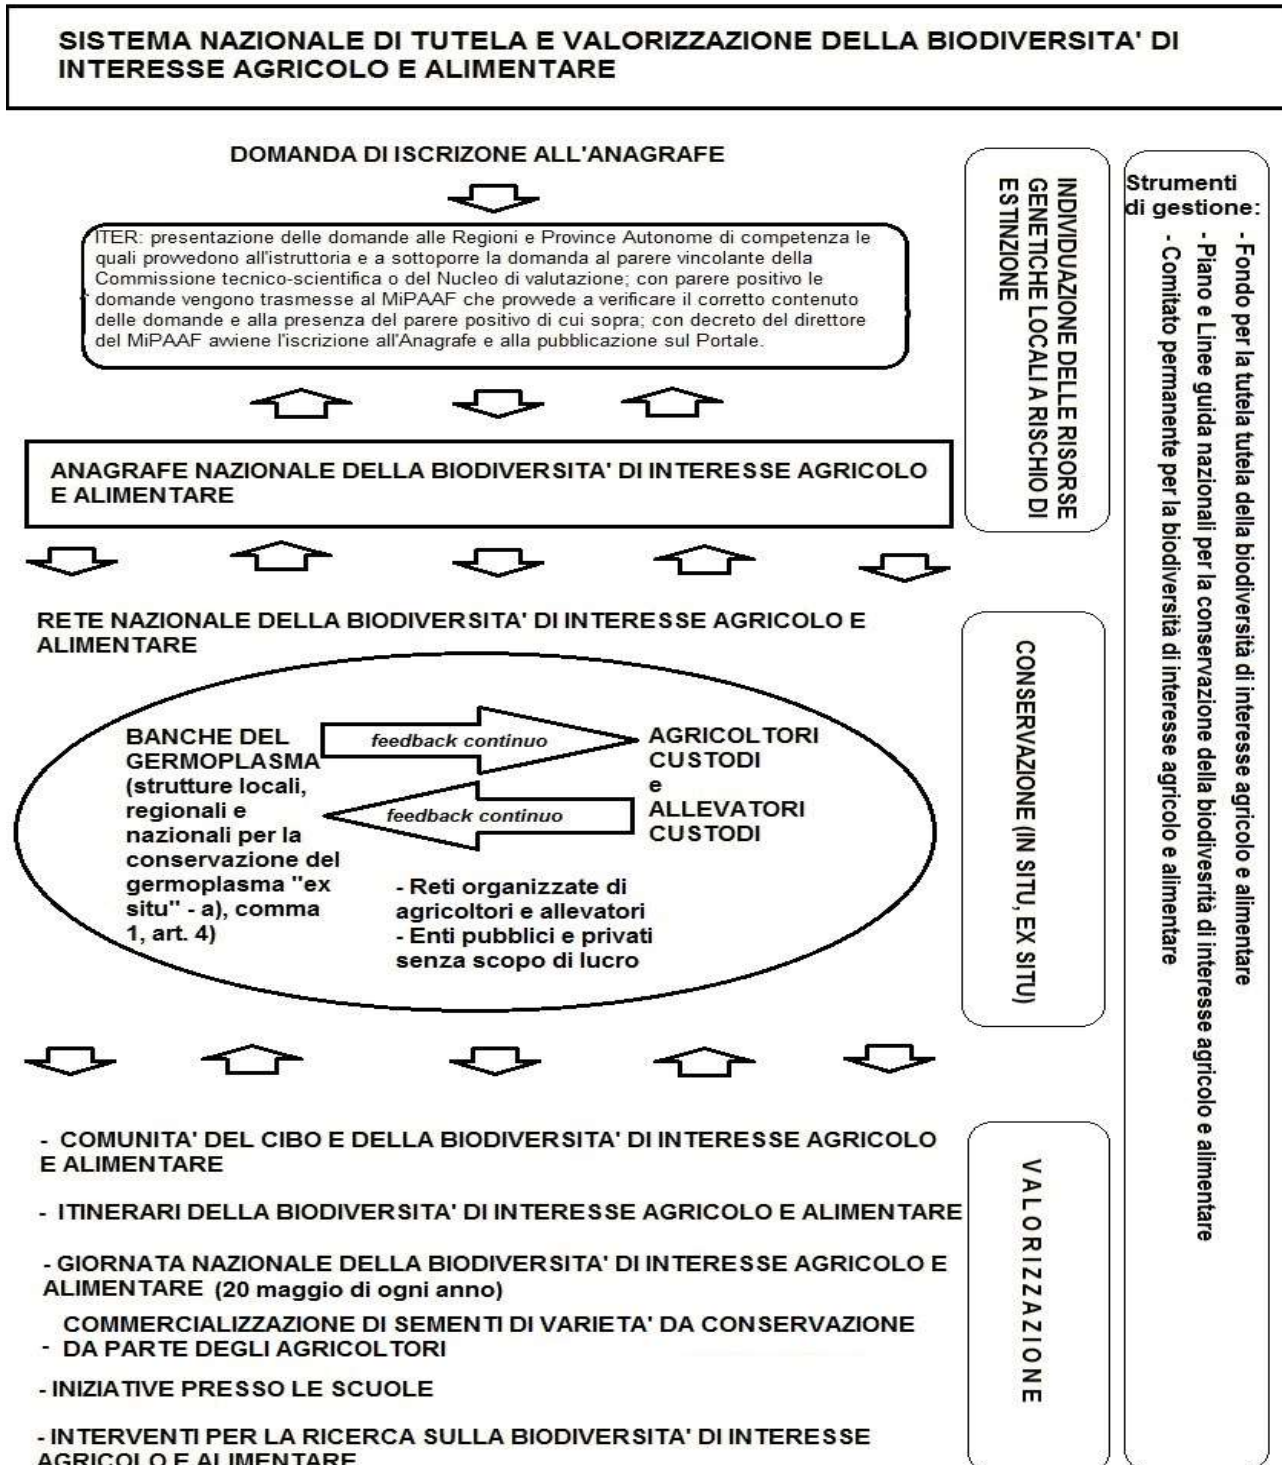 SISTEMA NAZIONALE DI TUTELA E VALORIZZAZIONE DELLA BIODIVERSITA' DI
INTERESSE AGRICOLO E ALIMENTARE
DOMANDA DI ISCRIZONE ALL'ANAGRAFE
ITER: presentazione delle domande alle Regioni e Province Autonome di competenza le
quali provvedono all'istruttoria e a sottoporre la domanda al parere vincolante della
Commissione tecnico-scientifica o del Nucleo di valutazione; con parere positivo le
domande vengono trasmesse al MiPAAF che provvede a verificare il corretto contenuto
delle domande e alla presenza del parere positivo di cui sopra; con decreto del direttore
del MiPAAF avviene l'iscrizione all'Anagrafe e alla pubblicazione sul Portale.
ANAGRAFE NAZIONALE DELLA BIODIVERSITA' DI INTERESSE AGRICOLO
E ALIMENTARE
INDIVIDUAZIONE DELLE RISORSE
GENETICHE LOCALI A RISCHIO DI
ESTINZIONE
RETE NAZIONALE DELLA BIODIVERSITA' DI INTERESSE AGRICOLO E
ALIMENTARE
BANCHE DEL
GERMOPLASMA
(strutture locali,
regionali e
nazionali per la
conservazione del
germoplasma "ex
situ" - a), comma
1, art. 4)
feedback continuo
feedback continuo
AGRICOLTORI
CUSTODI
e
ALLEVATORI
CUSTODI
- Reti organizzate di
agricoltori e allevatori
- Enti pubblici e privati
senza scopo di lucro
CONSERVAZIONE (IN SITU, EX SITU)
- COMUNITA' DEL CIBO E DELLA BIODIVERSITA' DI INTERESSE AGRICOLO
E ALIMENTARE
- ITINERARI DELLA BIODIVERSITA' DI INTERESSE AGRICOLO E ALIMENTARE
- GIORNATA NAZIONALE DELLA BIODIVERSITA' DI INTERESSE AGRICOLO E
ALIMENTARE (20 maggio di ogni anno)
COMMERCIALIZZAZIONE DI SEMENTI DI VARIETA' DA CONSERVAZIONE
- DA PARTE DEGLI AGRICOLTORI
- INIZIATIVE PRESSO LE SCUOLE
- INTERVENTI PER LA RICERCA SULLA BIODIVERSITA' DI INTERESSE
AGRICOLO E ALIMENTARE
VALORIZZAZIONE
Strumenti
di gestione:
- Fondo per la tutela tutela della biodiversità di interesse agricolo e alimentare
- Piano e Linee guida nazionali per la conservazione della biodivesrità di interesse agricolo e alimentare
- Comitato permanente per la biodiversità di interesse agricolo e alimentare